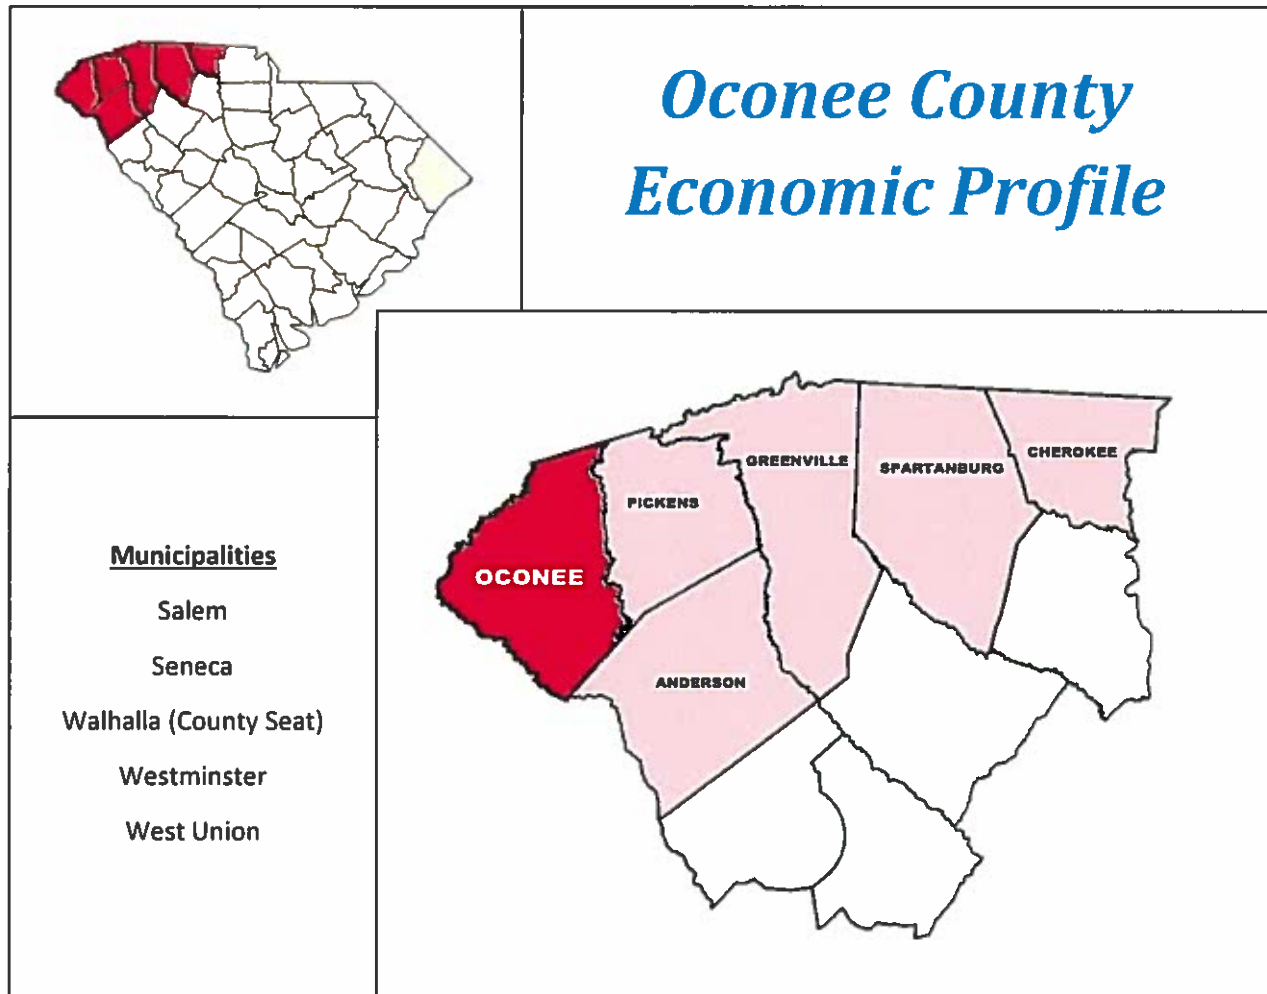 Oconee County
Economic Profile
Municipalities
Salem
Seneca
Walhalla (County Seat)
Westminster
West Union
OCONEE
PICKENS
GREENVILLE
SPARTANBURG
CHEROKEE
ANDERSON